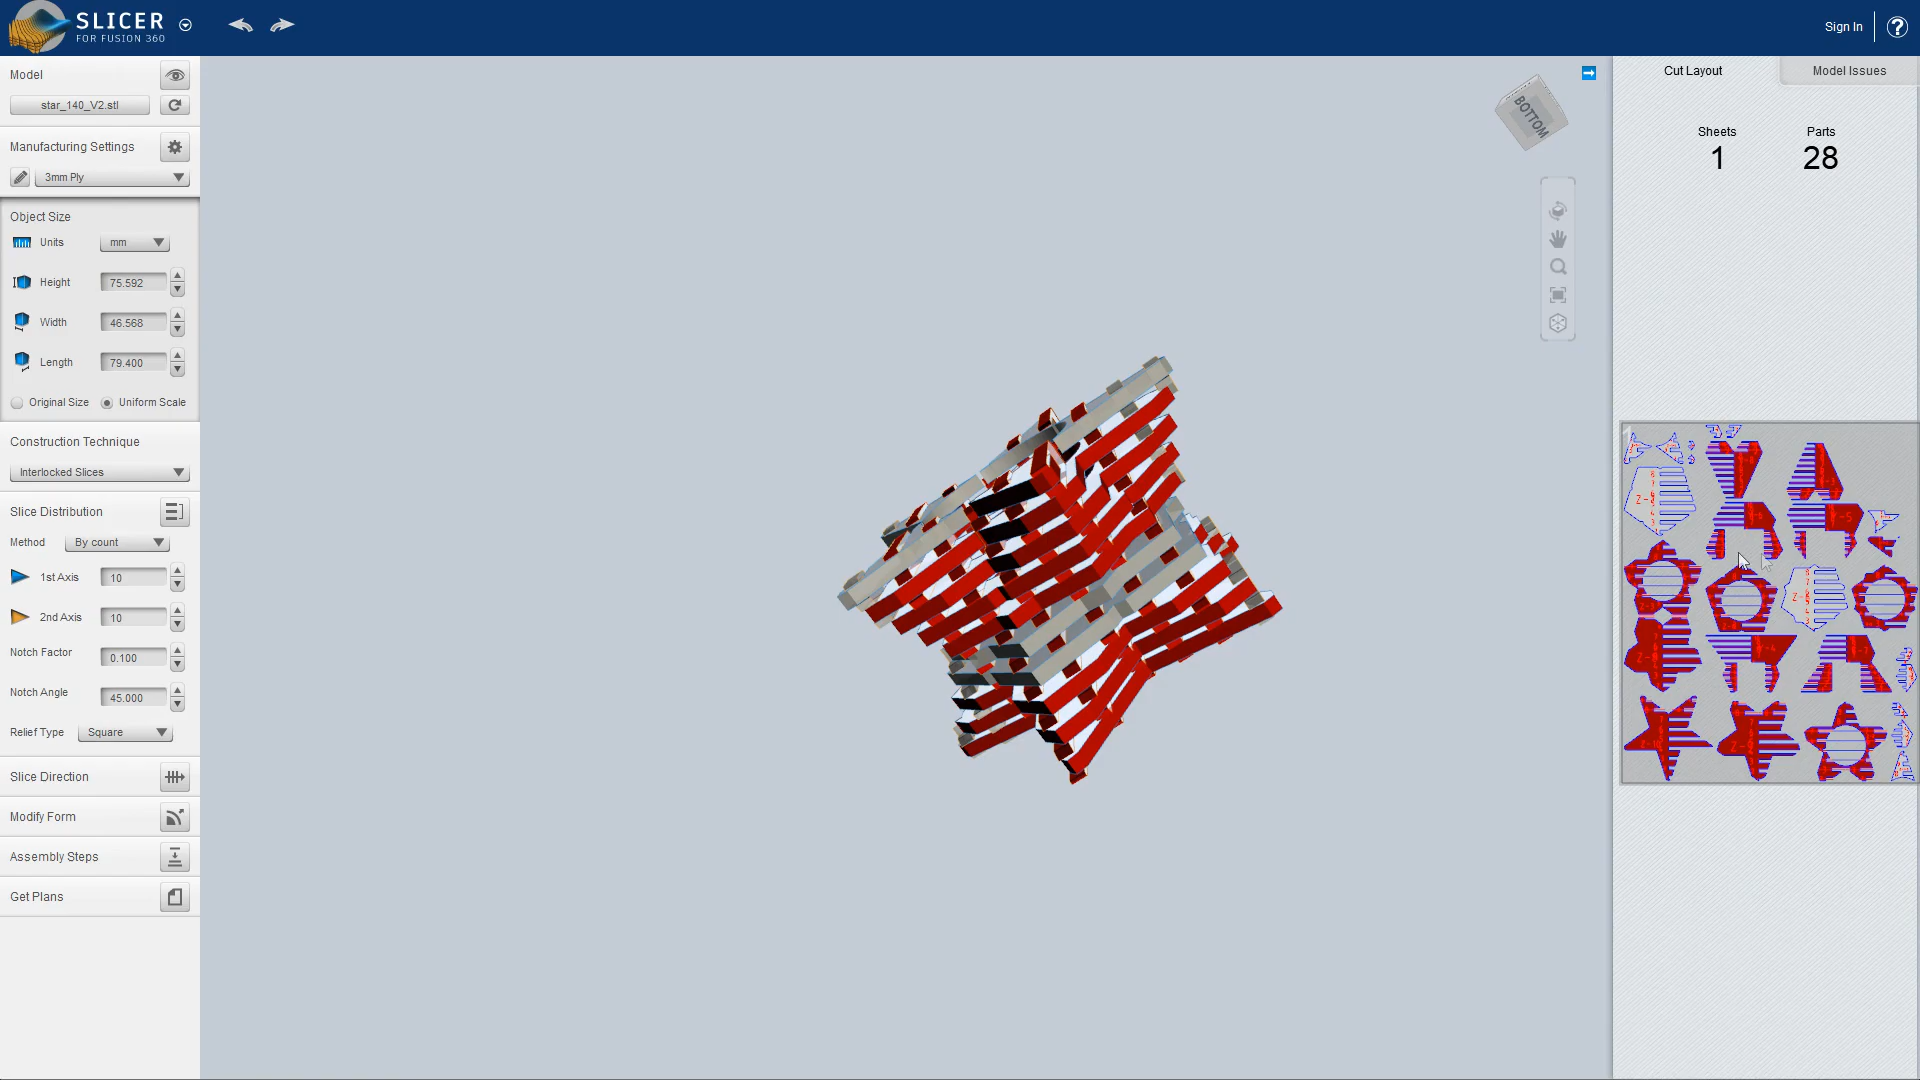 SLICER
FOR FUSION 360
Sign In
?
Model
star_140_V2.stl
Manufacturing Settings
3mm Ply
Object Size
Units
mm
Height
75.592
Width
46.568
Length
79.400
Original Size
Uniform Scale
Construction Technique
Interlocked Slices
Slice Distribution
Method
By count
1st Axis
10
2nd Axis
10
Notch Factor
0.100
Notch Angle
45.000
Relief Type
Square
Slice Direction
Modify Form
Assembly Steps
Get Plans
BOTTOM
Cut Layout
Model Issues
Sheets
1
Parts
28